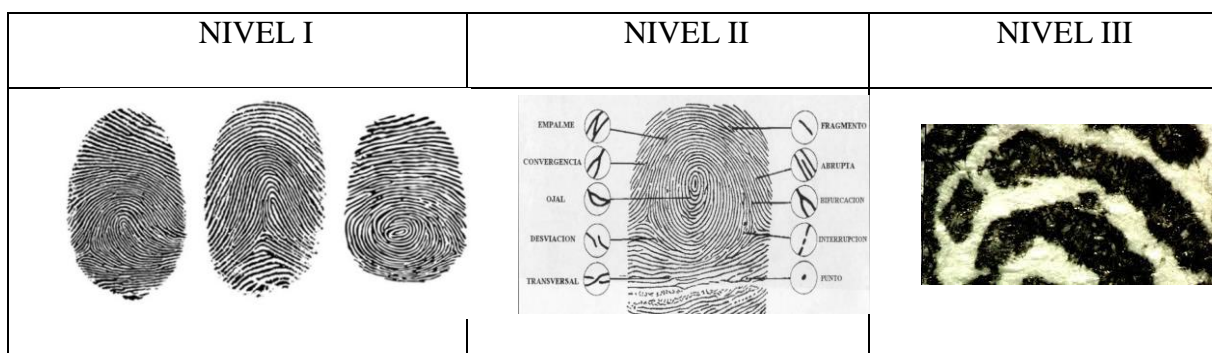 NIVEL I
NIVEL II
NIVEL III
EMPALME
FRAGMENTO
CONVERGENCIA
ABRUPTA
OJAL
BIFURCACION
DESVIACION
INTERRUPCION
TRANSVERSAL
PUNTO